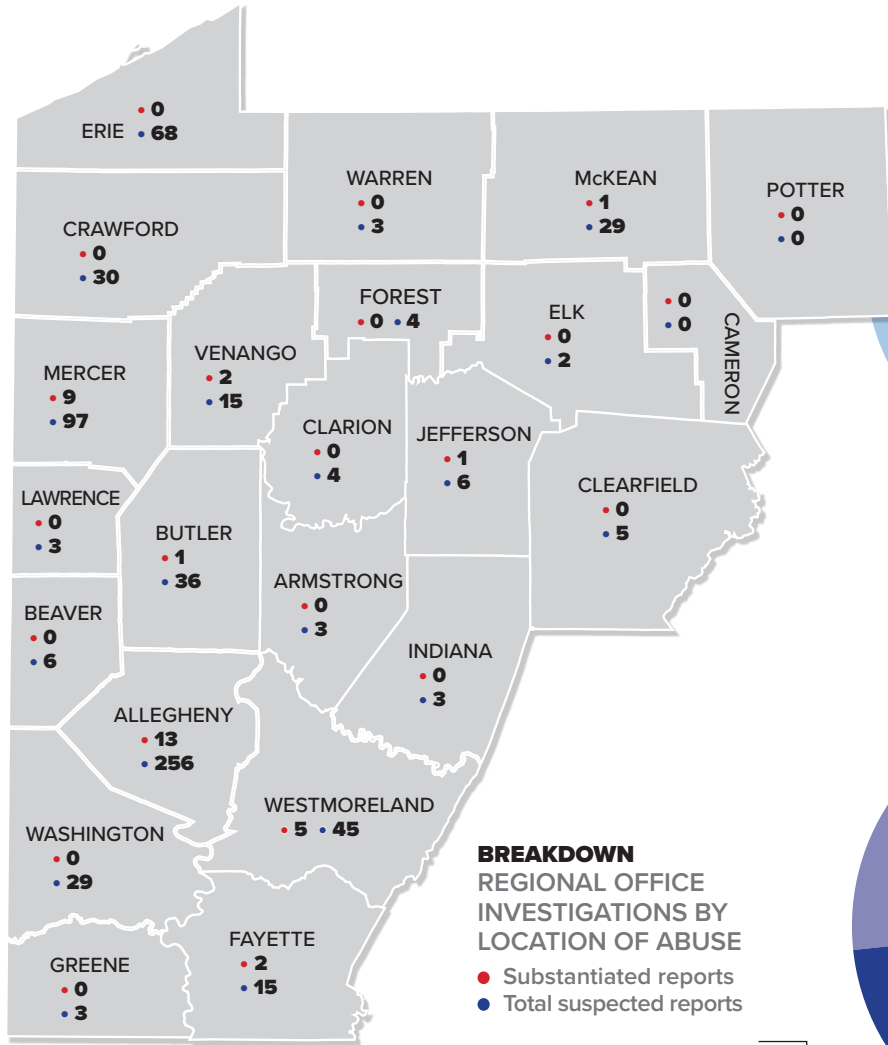 ERIE
0
68
WARREN
0
3
McKEAN
1
29
POTTER
0
0
CRAWFORD
0
30
FOREST
0 4
ELK
0
2
0
0
CAMERON
MERCER
9
97
VENANGO
2
15
CLARION
0
4
JEFFERSON
1
6
CLEARFIELD
0
5
LAWRENCE
0
3
BUTLER
1
36
ARMSTRONG
0
3
BEAVER
0
6
INDIANA
0
3
ALLEGHENY
13
256
WESTMORELAND
5 45
WASHINGTON
0
29
FAYETTE
2
15
GREENE
0
3
BREAKDOWN
REGIONAL OFFICE
INVESTIGATIONS BY
LOCATION OF ABUSE
Substantiated reports
Total suspected reports